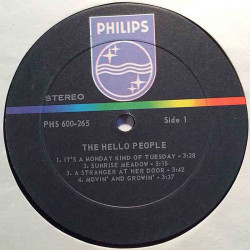 PHILIPS
STEREO
PHS 600-265 Side 1
THE HELLO PEOPLE
1. IT'S A MONDAY KIND OF TUESDAY - 3:28
2. SUNRISE MEADOW - 3:15
3. A STRANGER AT HER DOOR - 3:42
4. MOVIN' AND GROWIN' - 3:37